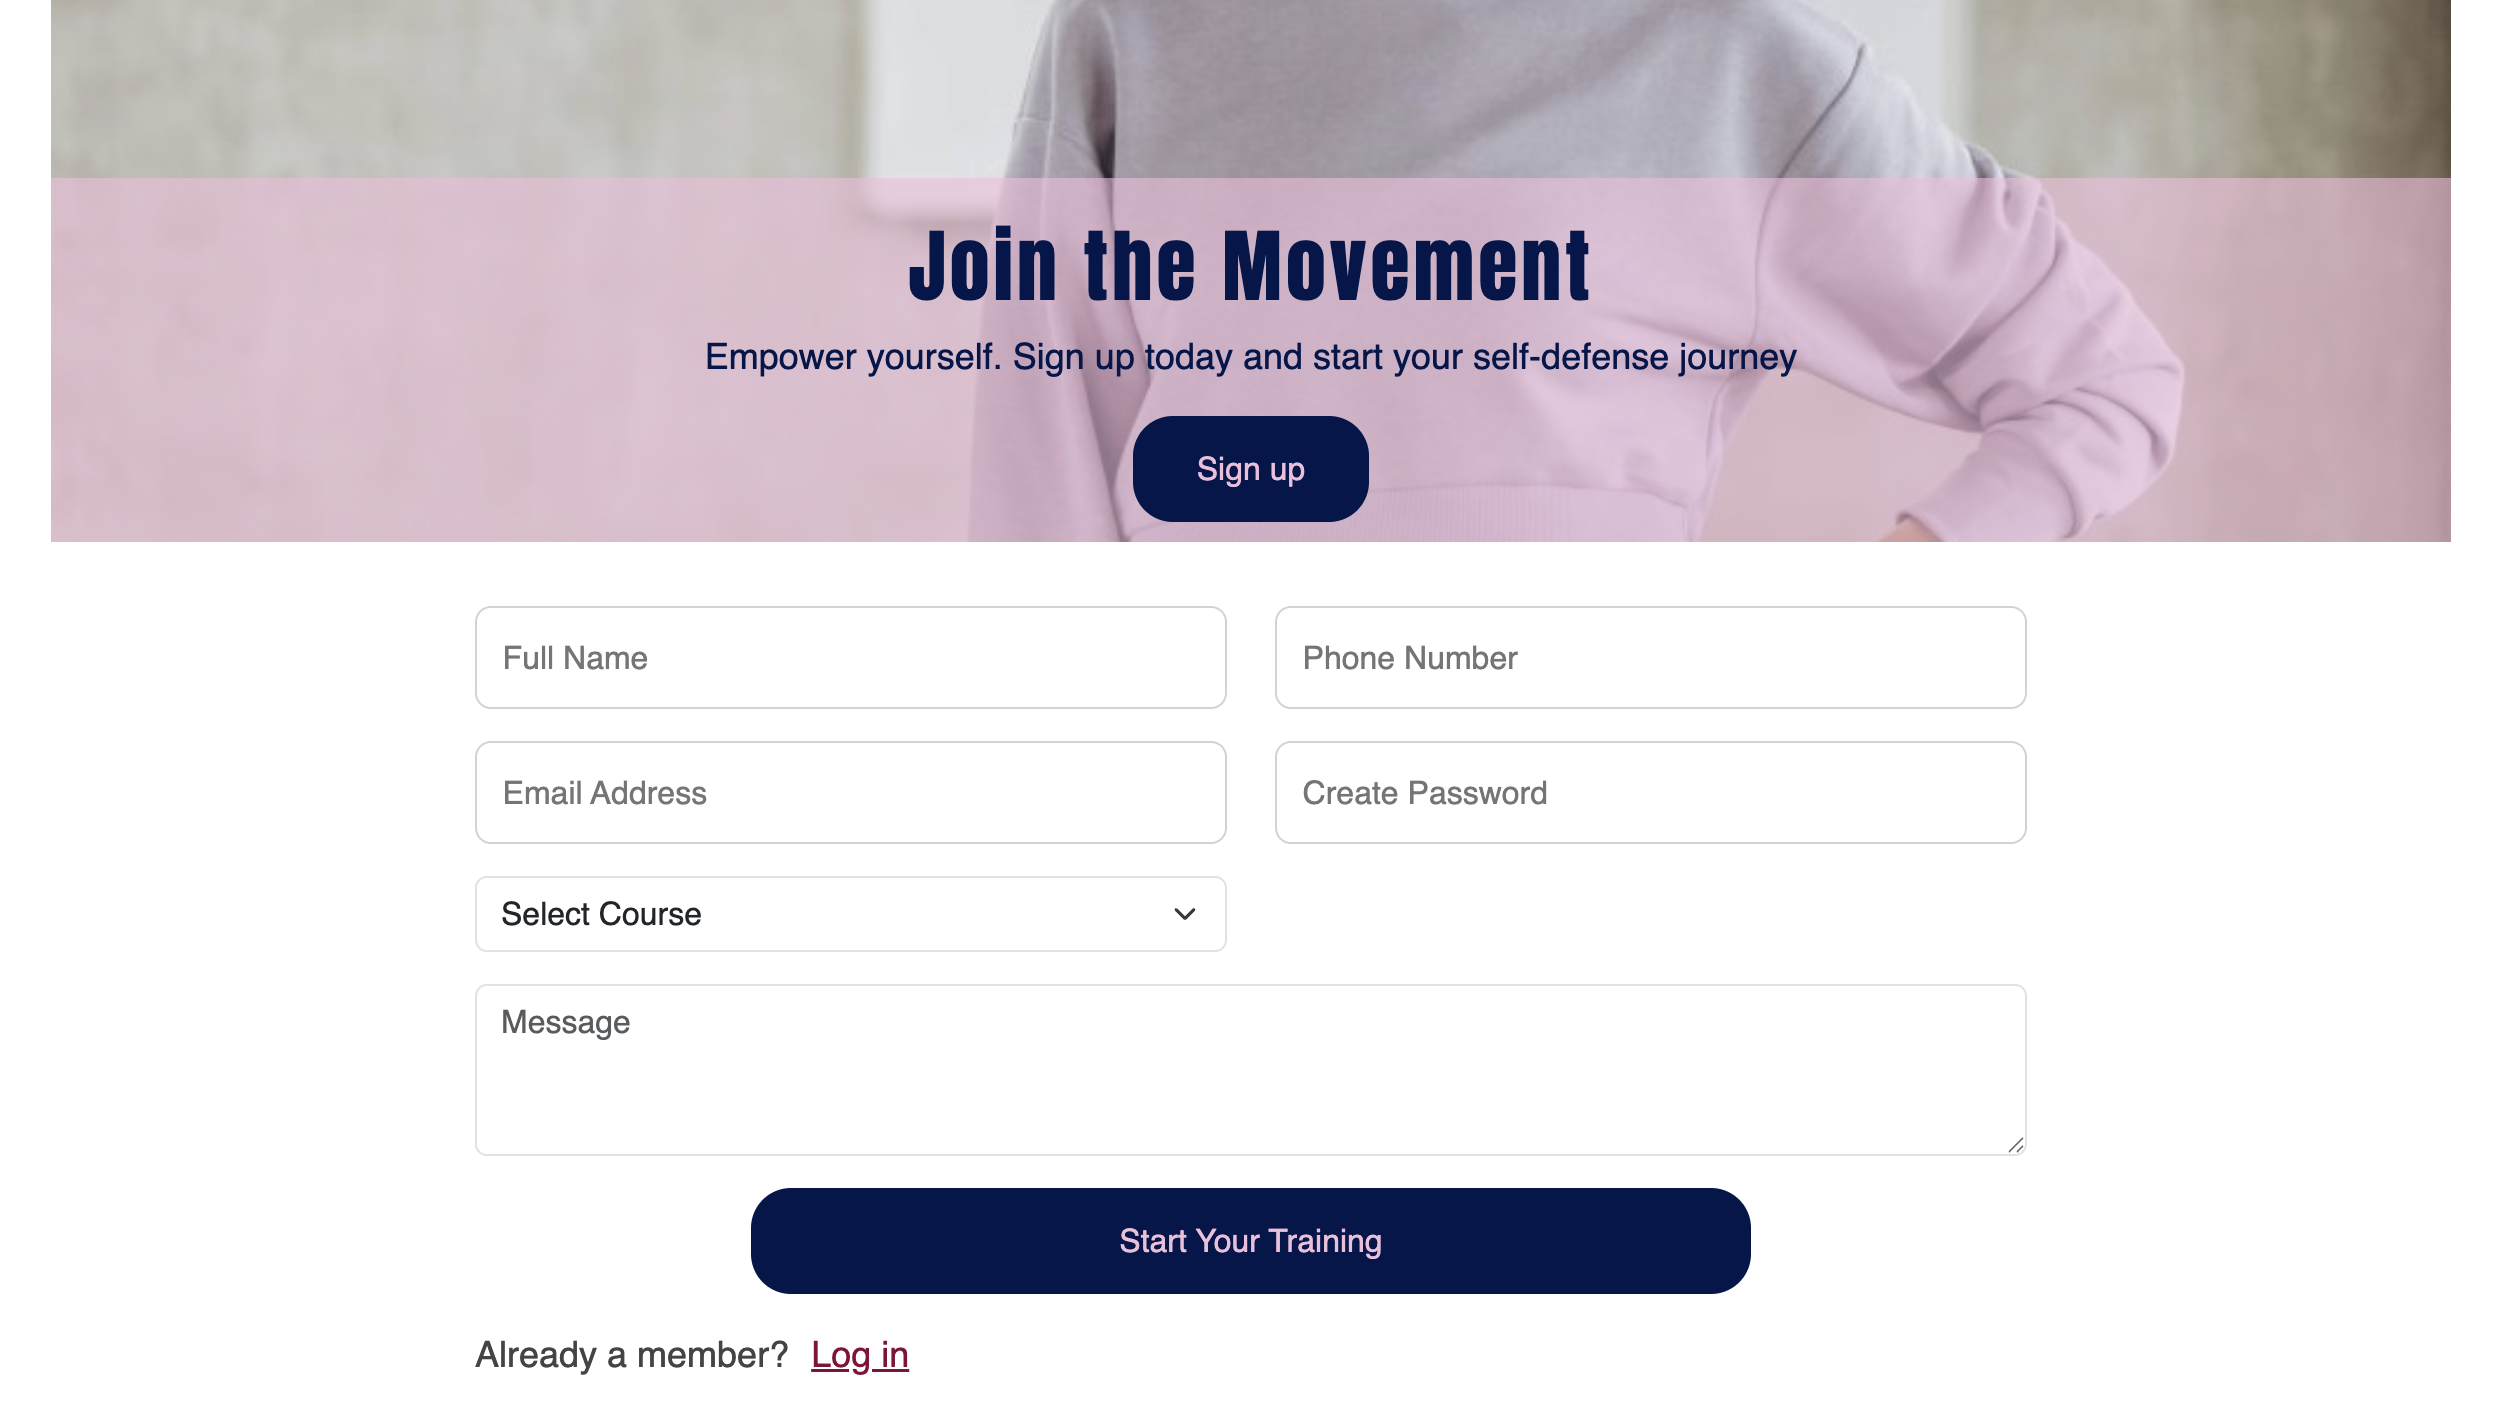 Join the Movement
Empower yourself. Sign up today and start your self-defense journey
Sign up
Full Name
Phone Number
Email Address
Create Password
Select Course
Message
Start Your Training
Already a member? Log in